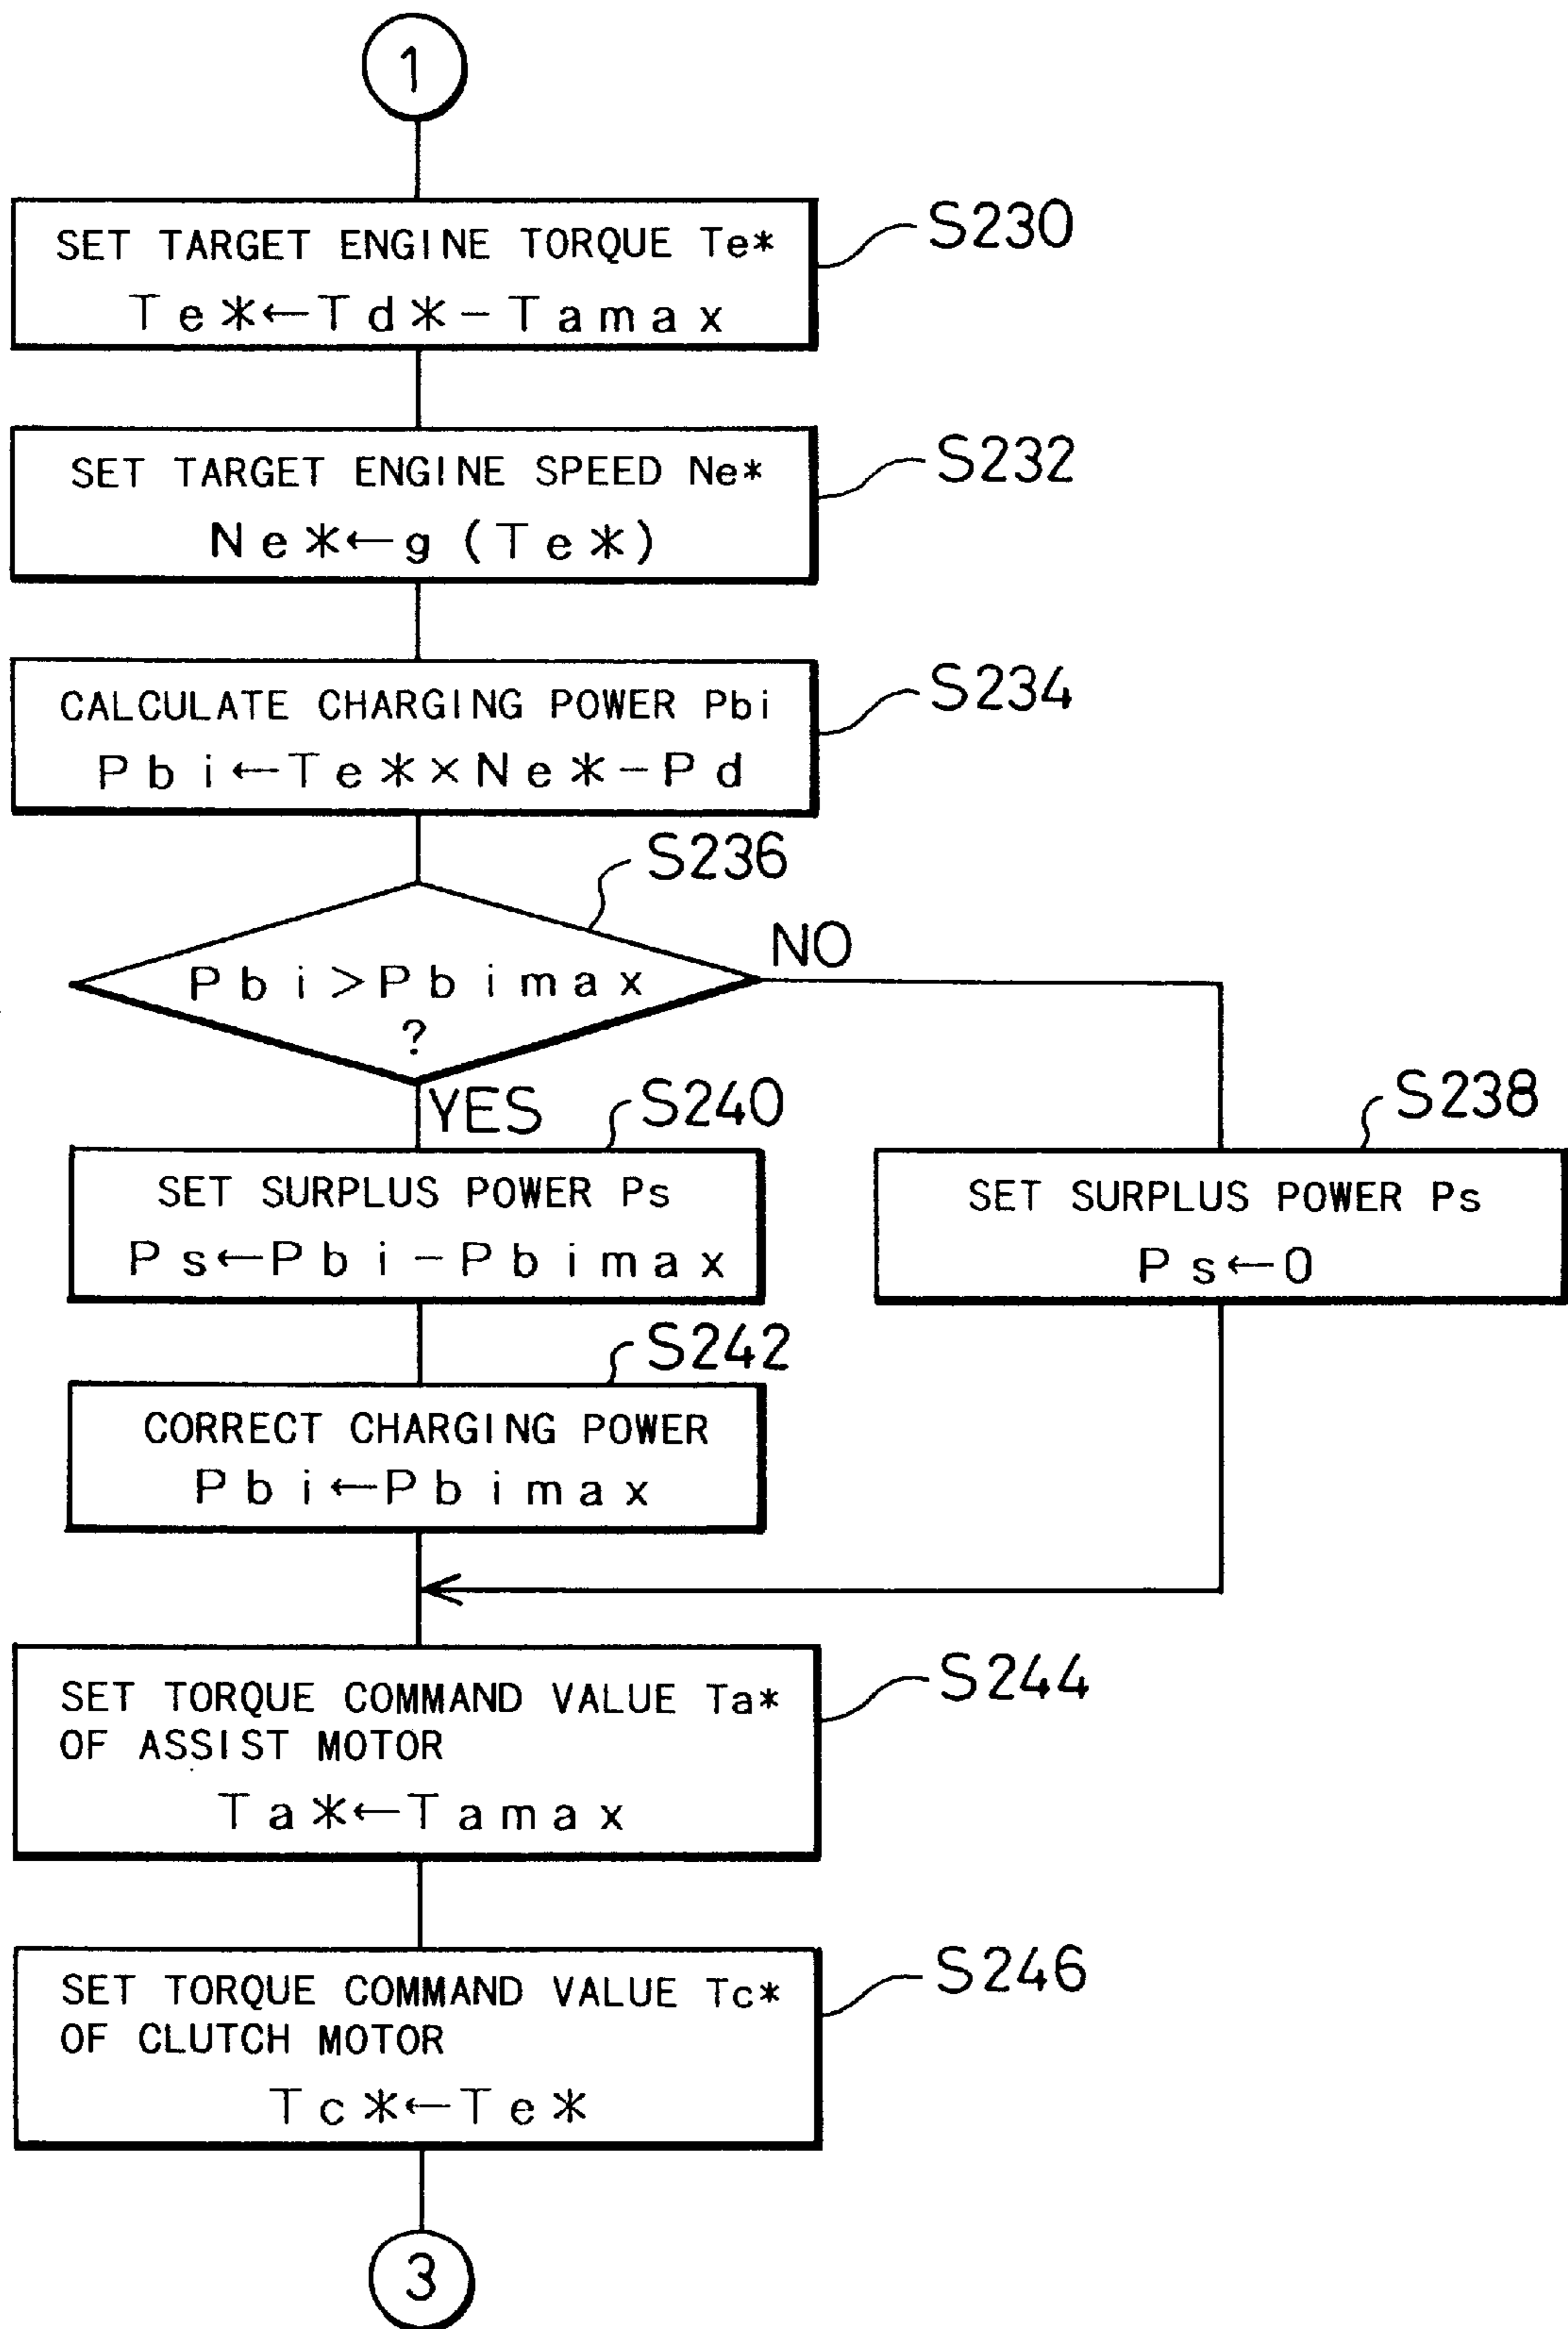 1
SET TARGET ENGINE TORQUE Te*
Te*←Td*-Tamax
S230
SET TARGET ENGINE SPEED Ne*
Ne*←g(Te*)
S232
CALCULATE CHARGING POWER Pbi
Pbi←Te*×Ne*-Pd
S234
S236
Pbi>Pbimax
?
NO
YES
S240
SET SURPLUS POWER Ps
Ps←Pbi-Pbimax
S238
SET SURPLUS POWER Ps
Ps←0
S242
CORRECT CHARGING POWER
Pbi←Pbimax
SET TORQUE COMMAND VALUE Ta*
OF ASSIST MOTOR
Ta*←Tamax
S244
SET TORQUE COMMAND VALUE Tc*
OF CLUTCH MOTOR
Tc*←Te*
S246
3